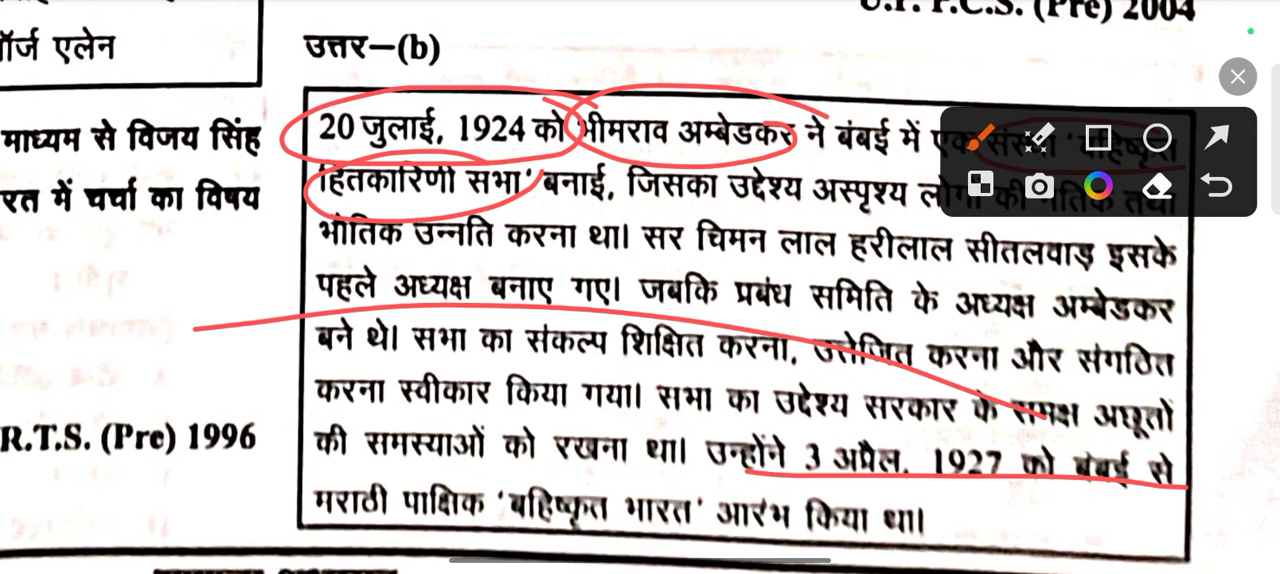 U.P. P.C.S. (Pre) 2004
ॉर्ज एलेन
उत्तर–(b)
माध्यम से विजय सिंह
रत में चर्चा का विषय
R.T.S. (Pre) 1996
20 जुलाई, 1924 को भीमराव अम्बेडकर ने बंबई में एक संस्था 'बहिष्कृत
हितकारिणी सभा' बनाई, जिसका उद्देश्य अस्पृश्य लोगों की नैतिक तथा
भौतिक उन्नति करना था। सर चिमन लाल हरीलाल सीतलवाड़ इसके
पहले अध्यक्ष बनाए गए। जबकि प्रबंध समिति के अध्यक्ष अम्बेडकर
बने थे। सभा का संकल्प शिक्षित करना, उत्तेजित करना और संगठित
करना स्वीकार किया गया। सभा का उद्देश्य सरकार के समक्ष अछूतों
की समस्याओं को रखना था। उन्होंने 3 अप्रैल, 1927 को बंबई से
मराठी पाक्षिक 'बहिष्कृत भारत' आरंभ किया था।